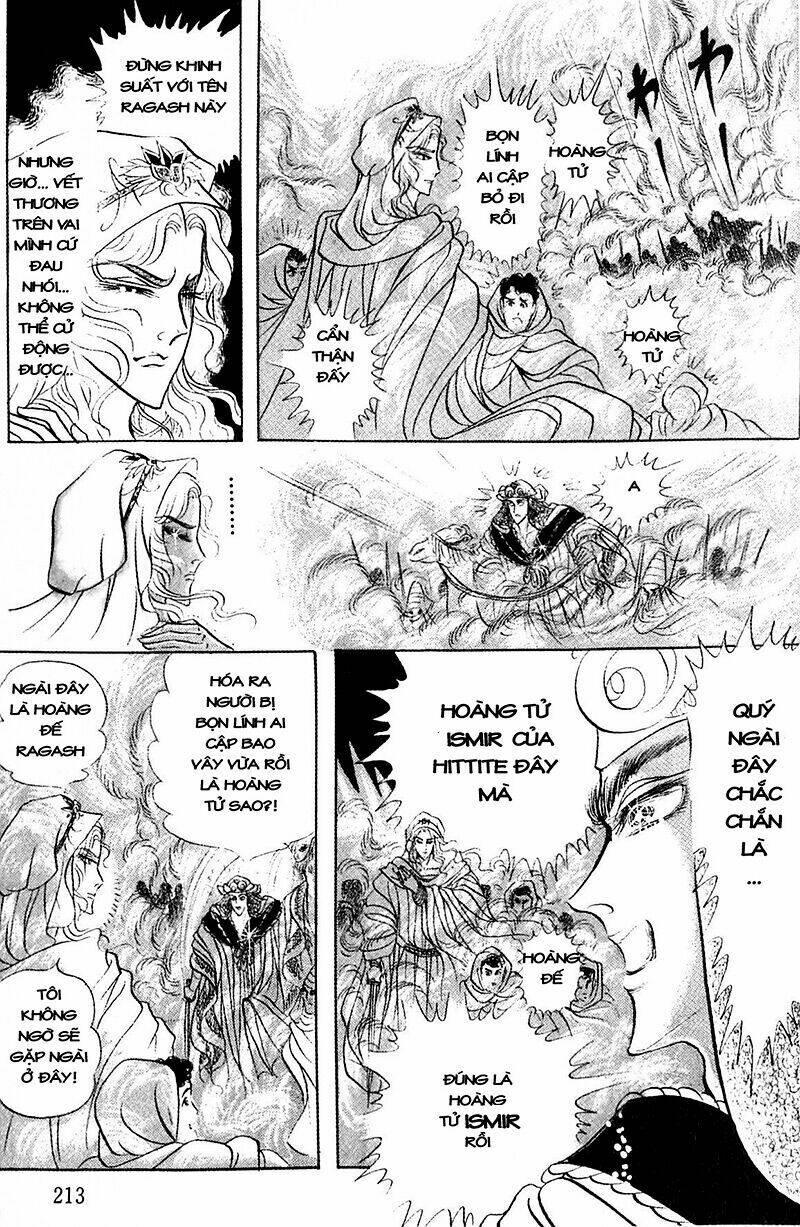 わ
わ
HOÀNG
TỬ
BỌN
LÍNH
AI CẬP
BỎ ĐI
RỒI
HOÀNG
TỬ
CẨN
THẬN
ĐẤY
ĐỪNG KHINH
SUẤT VỚI TÊN
RAGASH NÀY
NHƯNG
GIỜ... VẾT
THƯƠNG
TRÊN VAI
MÌNH CỨ
ĐAU
NHÓI...
KHÔNG
THỂ CỬ
ĐỘNG
ĐƯỢC...
A
.......
QUÝ
NGÀI
ĐÂY
CHẮC
CHẮN
LÀ
...
HOÀNG TỬ
ISMIR CỦA
HITTITE ĐÂY
MÀ
HOÀNG
ĐẾ
ĐÚNG LÀ
HOÀNG
TỬ ISMIR
RỒI
HÓA RA
NGƯỜI BỊ
BỌN LÍNH AI
CẬP BAO
VÂY VỪA RỒI
LÀ HOÀNG
TỬ SAO?!
NGÀI ĐÂY
LÀ HOÀNG
ĐẾ
RAGASH
TÔI
KHÔNG
NGỜ SẼ
GẶP NGÀI
Ở ĐÂY!
213